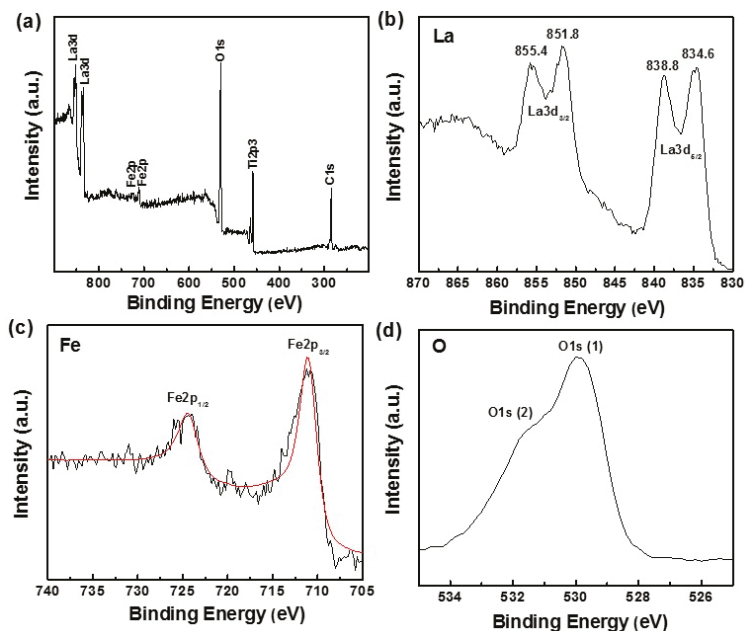 (a)
La3d
La3d
Fe2p
Fe2p
O1s
Ti2p3
C1s
Intensity (a.u.)
800 700 600 500 400 300
Binding Energy (eV)
(b)
La
855.4
851.8
838.8
834.6
La3d3/2
La3d5/2
Intensity (a.u.)
870 865 860 855 850 845 840 835 830
Binding Energy (eV)
(c)
Fe
Fe2p3/2
Fe2p1/2
Intensity (a.u.)
740 735 730 725 720 715 710 705
Binding Energy (eV)
(d)
O
O1s (1)
O1s (2)
Intensity (a.u.)
534 532 530 528 526
Binding Energy (eV)